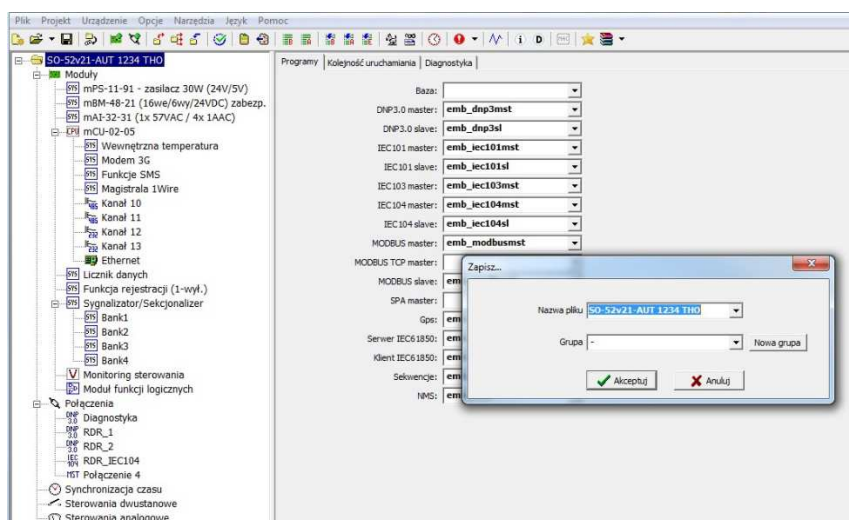 Plik Projekt Urządzenie Opcje Narzędzia Język Pomoc
SO-52v21-AUT 1234 THO
Moduły
mPS-11-91 - zasilacz 30W (24V/5V)
mBM-48-21 (16we/6wy/24VDC) zabezp.
mAI-32-31 (1x 57VAC / 4x 1AAC)
mCU-02-05
Wewnętrzna temperatura
Modem 3G
Funkcje SMS
Magistrala 1Wire
Kanał 10
Kanał 11
Kanał 12
Kanał 13
Ethernet
Licznik danych
Funkcja rejestracji (1-wył.)
Sygnalizator/Sekcjonalizer
Bank1
Bank2
Bank3
Bank4
Monitoring sterowania
Moduł funkcji logicznych
Połączenia
Diagnostyka
RDR_1
RDR_2
RDR_IEC104
Połączenie 4
Synchronizacja czasu
Sterowania dwustanowe
Sterowania analogowe
Programy Kolejność uruchamiania Diagnostyka
Baza:
DNP3.0 master: emb_dnp3mst
DNP3.0 slave: emb_dnp3sl
IEC101 master: emb_iec101mst
IEC101 slave: emb_iec101sl
IEC103 master: emb_iec103mst
IEC104 master: emb_iec104mst
IEC104 slave: emb_iec104sl
MODBUS master: emb_modbusmst
MODBUS TCP master:
MODBUS slave: em
SPA master:
Gps: em
Serwer IEC61850: em
Klient IEC61850: em
Sekwencje: em
NMS: em
Zapisz...
Nazwa pliku SO-52v21-AUT 1234 THO
Grupa - Nowa grupa
Akceptuj Anuluj